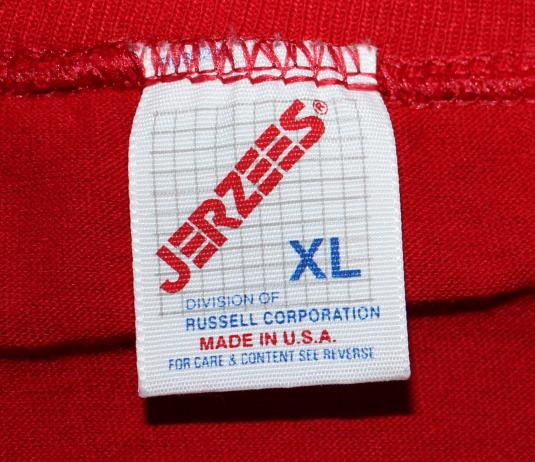 JERZEES®
XL
DIVISION OF
RUSSELL CORPORATION
MADE IN U.S.A.
FOR CARE & CONTENT SEE REVERSE